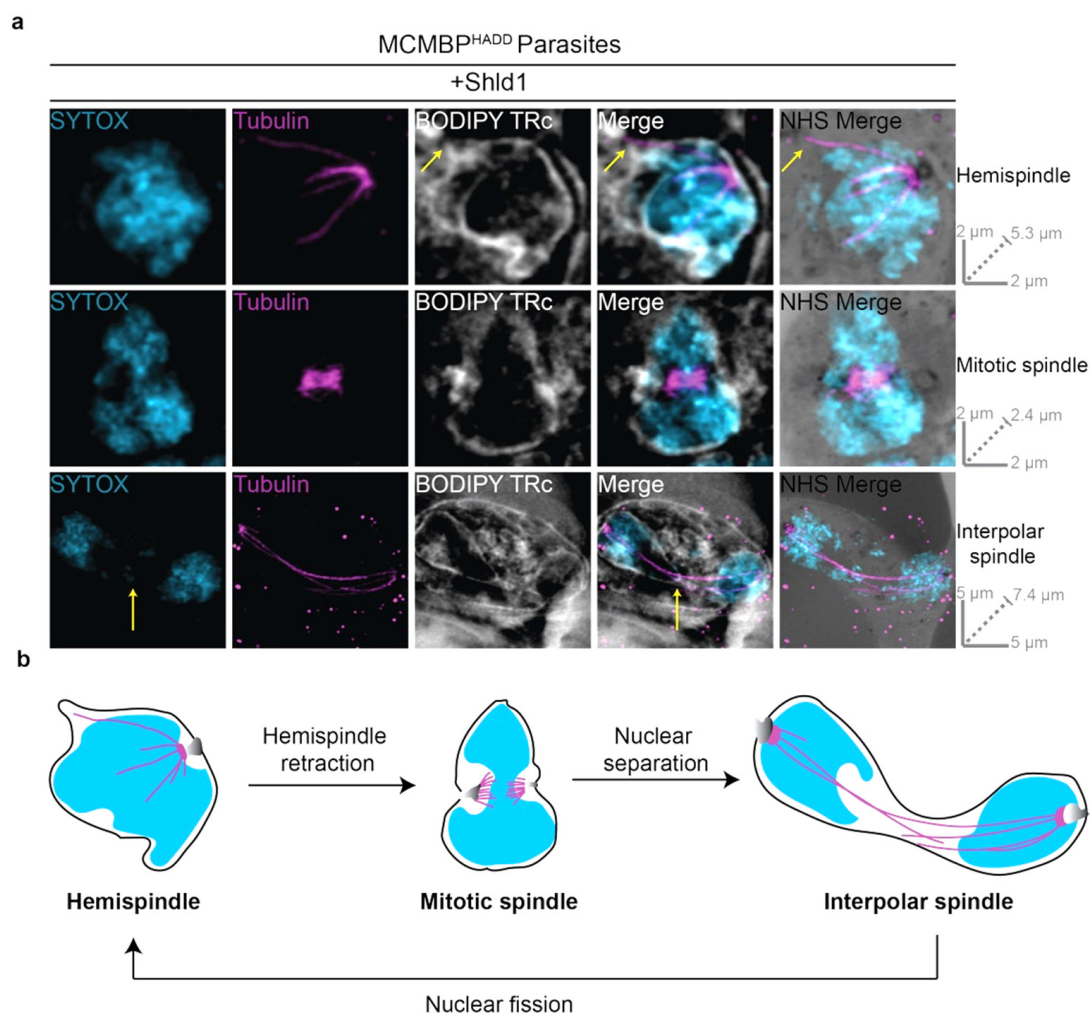 a
MCMBPHADD Parasites
+Shld1
SYTOX Tubulin BODIPY TRc Merge NHS Merge
Hemispindle
2 µm 5.3 µm
2 µm
SYTOX Tubulin BODIPY TRc Merge NHS Merge
Mitotic spindle
2 µm 2.4 µm
2 µm
SYTOX Tubulin BODIPY TRc Merge NHS Merge
Interpolar
spindle
5 µm 7.4 µm
5 µm
b
Hemispindle
retraction
Nuclear
separation
Hemispindle Mitotic spindle Interpolar spindle
Nuclear fission